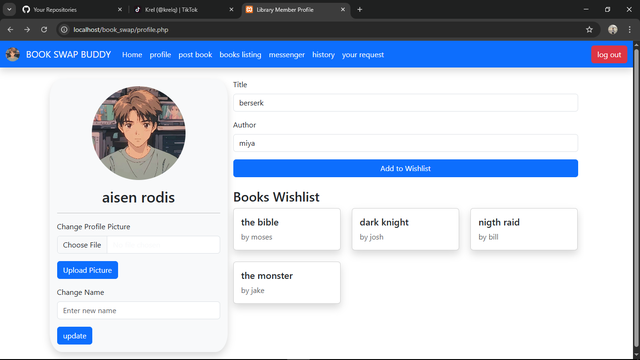 Your Repositories
Krel (@lkrelg) | TikTok
Library Member Profile
localhost/book_swap/profile.php
BOOK SWAP BUDDY Home profile post book books listing messenger history your request log out
aisen rodis
Change Profile Picture
Choose File
Upload Picture
Change Name
Enter new name
update
Title
berserk
Author
miya
Add to Wishlist
Books Wishlist
the bible
by moses
dark knight
by josh
nigth raid
by bill
the monster
by jake